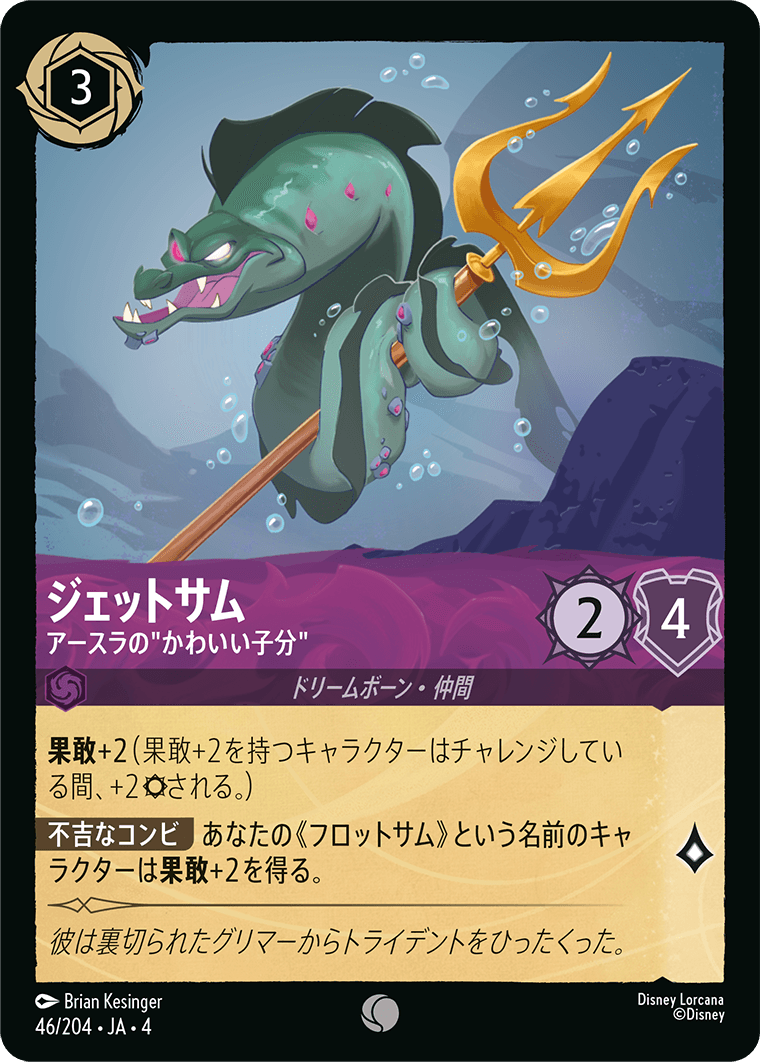 3
ジェットサム
アースラの"かわいい子分"
2
4
ドリームボーン・仲間
果敢+2(果敢+2を持つキャラクターはチャレンジしてい
る間、+2される。)
不吉なコンビ あなたの《フロットサム》という名前のキャ
ラクターは果敢+2を得る。
彼は裏切られたグリマーからトライデントをひったくった。
Brian Kesinger
46/204・JA・4
Disney Lorcana
©Disney